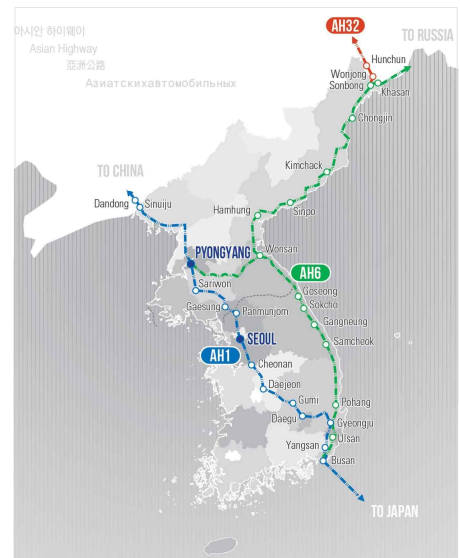 아시안 하이웨이
Asian Highway
亞洲公路
Азиатскихавтомобильных
AH32
TO RUSSIA
Hunchun
Wonjong
Sonbong
Khasan
Chongjin
Kimchack
TO CHINA
Dandong
Sinuiju
Hamhung
Sinpo
PYONGYANG
Wonsan
AH6
Sariwon
Goseong
Gaesung
Panmunjom
Sokcho
Gangneung
SEOUL
Samcheok
AH1
Cheonan
Daejeon
Gumi
Pohang
Daegu
Gyeongju
Ulsan
Yangsan
Busan
TO JAPAN